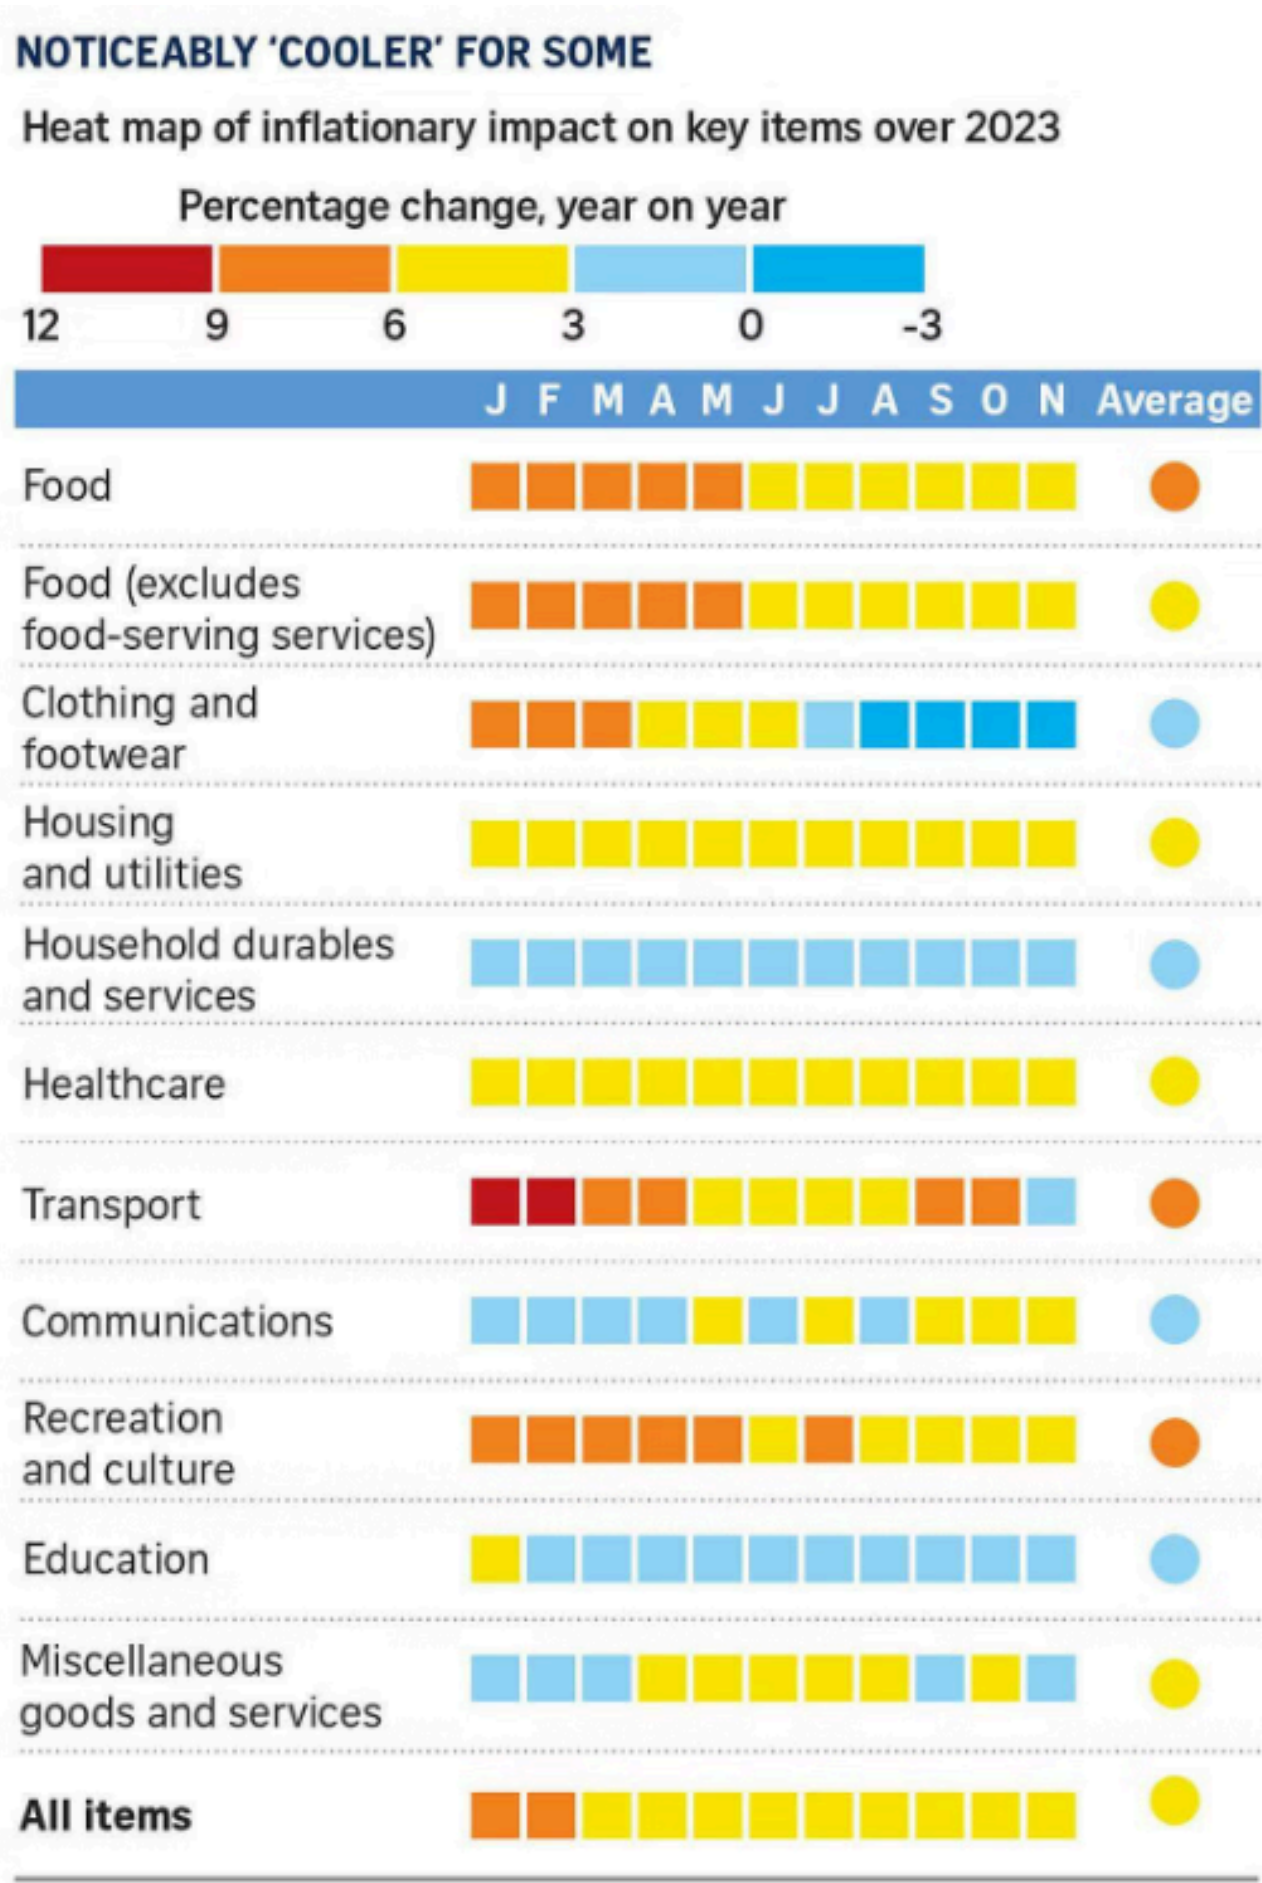 NOTICEABLY ‘COOLER’ FOR SOME
Heat map of inflationary impact on key items over 2023
Percentage change, year on year
12 9 6 3 0 -3
J F M A M J J A S O N Average
Food
Food (excludes
food-serving services)
Clothing and
footwear
Housing
and utilities
Household durables
and services
Healthcare
Transport
Communications
Recreation
and culture
Education
Miscellaneous
goods and services
All items